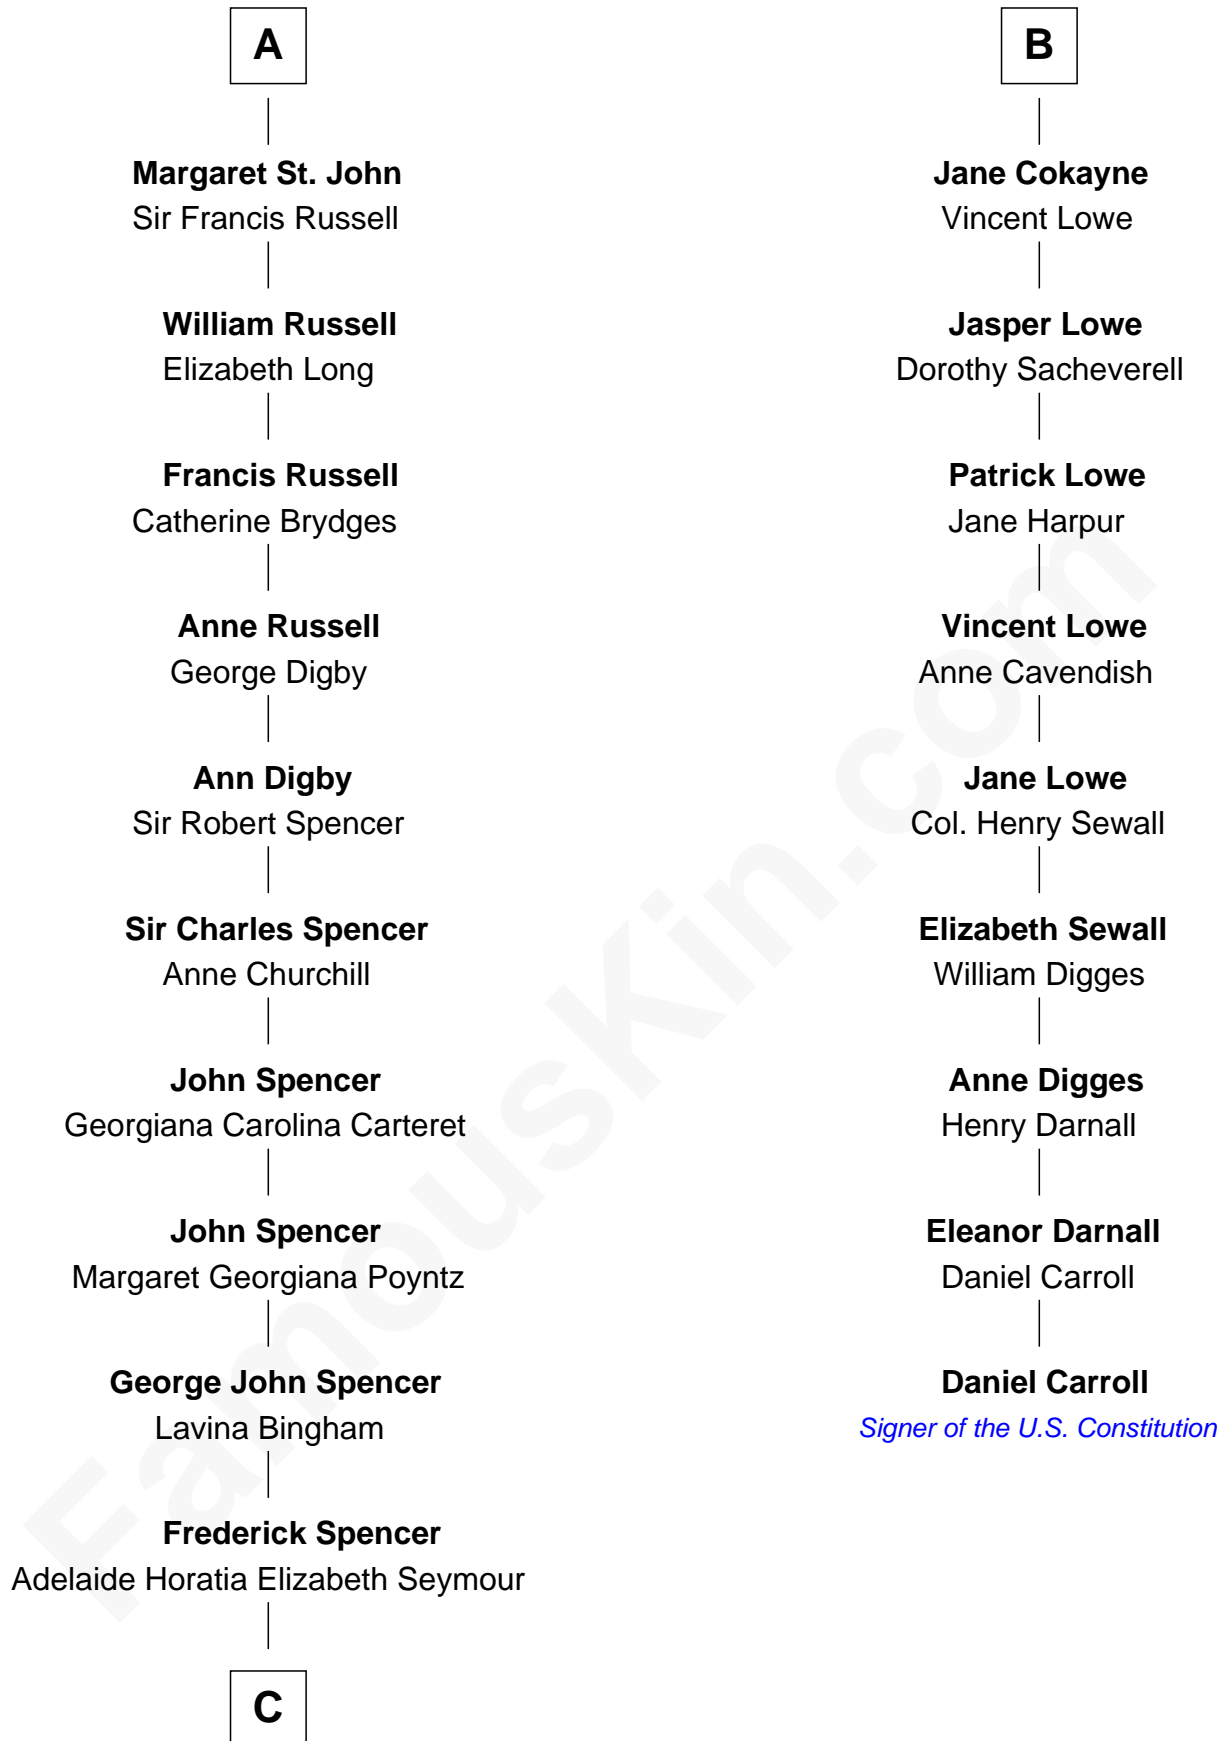 A
Margaret St. John
Sir Francis Russell
William Russell
Elizabeth Long
Francis Russell
Catherine Brydges
Anne Russell
George Digby
Ann Digby
Sir Robert Spencer
Sir Charles Spencer
Anne Churchill
John Spencer
Georgiana Carolina Carteret
John Spencer
Margaret Georgiana Poyntz
George John Spencer
Lavina Bingham
Frederick Spencer
Adelaide Horatia Elizabeth Seymour
C
B
Jane Cokayne
Vincent Lowe
Jasper Lowe
Dorothy Sacheverell
Patrick Lowe
Jane Harpur
Vincent Lowe
Anne Cavendish
Jane Lowe
Col. Henry Sewall
Elizabeth Sewall
William Digges
Anne Digges
Henry Darnall
Eleanor Darnall
Daniel Carroll
Daniel Carroll
Signer of the U.S. Constitution
FamousKin.com